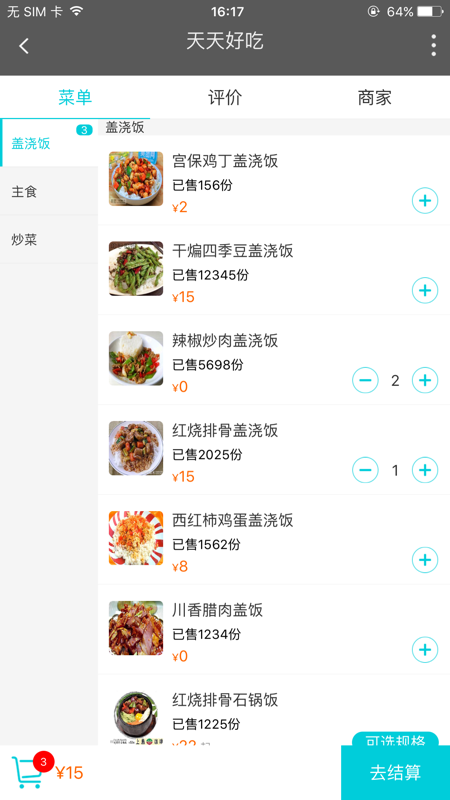 无 SIM 卡 16:17 64%
天天好吃
菜单 评价 商家
盖浇饭 3
主食
炒菜
盖浇饭
宫保鸡丁盖浇饭
已售156份
¥2
干煸四季豆盖浇饭
已售12345份
¥15
辣椒炒肉盖浇饭
已售5698份
¥0 2
红烧排骨盖浇饭
已售2025份
¥15 1
西红柿鸡蛋盖浇饭
已售1562份
¥8
川香腊肉盖饭
已售1234份
¥0
红烧排骨石锅饭
已售1225份
可选规格
3 ¥15 去结算